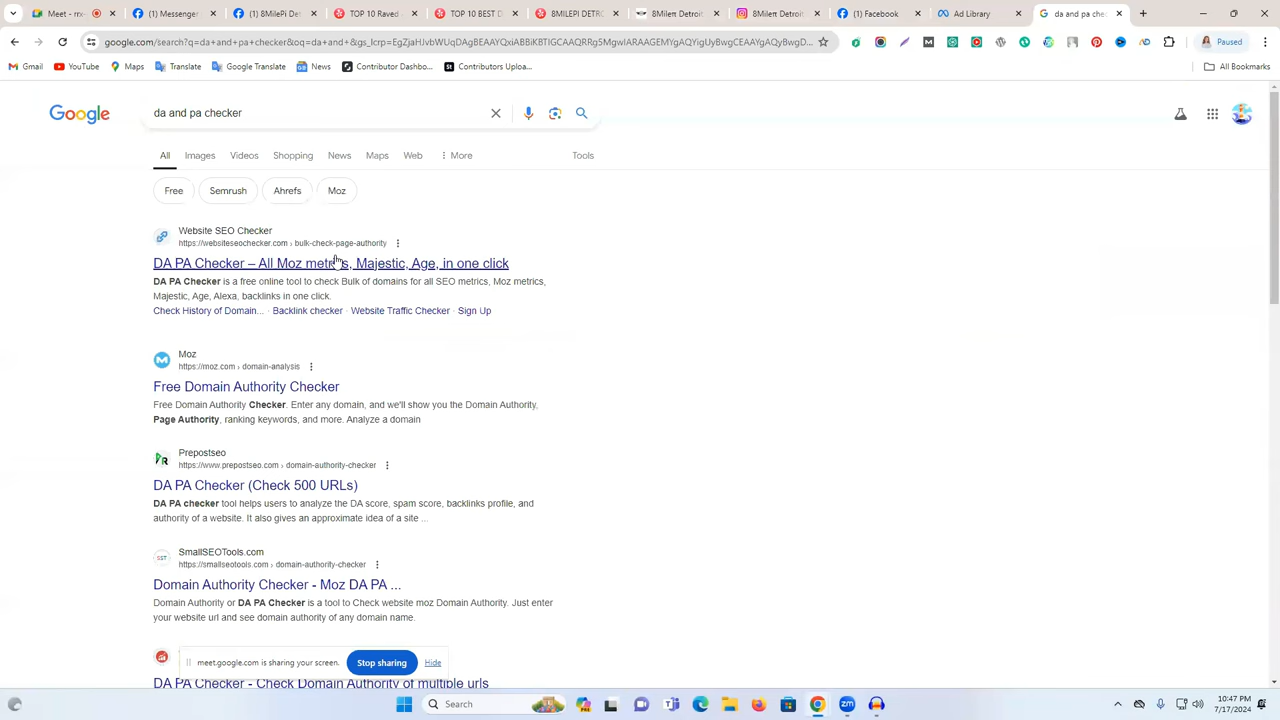 Meet
Facebook
8MilePi Det
TOP 10 Raved
TOP 10 BEST D
8MILEPI DETRO
8Milen Detroit
8Milen Detroit
(1) Facebook
Ad Library
da and pa che
google.com/search?q=da+and+pa+checker&oq=da+and+&gs_lcrp=
Paused
Gmail
YouTube
Maps
Translate
Google Translate
News
Contributor Dashbo...
Contributors Uploa...
All Bookmarks
Google
da and pa checker
All
Images
Videos
Shopping
News
Maps
Web
More
Tools
Free
Semrush
Ahrefs
Moz
Website SEO Checker
https://websiteseochecker.com › bulk-check-page-authority
DA PA Checker – All Moz metrics, Majestic, Age, in one click
DA PA Checker is a free online tool to check Bulk of domains for all SEO metrics, Moz metrics,
Majestic, Age, Alexa, backlinks in one click.
Check History of Domain... · Backlink checker · Website Traffic Checker · Sign Up
Moz
https://moz.com › domain-analysis
Free Domain Authority Checker
Free Domain Authority Checker. Enter any domain, and we'll show you the Domain Authority,
Page Authority, ranking keywords, and more. Analyze a domain
Prepostseo
https://www.prepostseo.com › domain-authority-checker
DA PA Checker (Check 500 URLs)
DA PA checker tool helps users to analyze the DA score, spam score, backlinks profile, and
authority of a website. It also gives an approximate idea of a site ...
SmallSEOTools.com
https://smallseotools.com › domain-authority-checker
Domain Authority Checker - Moz DA PA ...
Domain Authority or DA PA Checker is a tool to Check website moz Domain Authority. Just enter
your website url and see domain authority of any domain name.
meet.google.com is sharing your screen.
Stop sharing
Hide
DA PA Checker - Check Domain Authority of multiple urls
Search
10:47 PM
7/17/2024